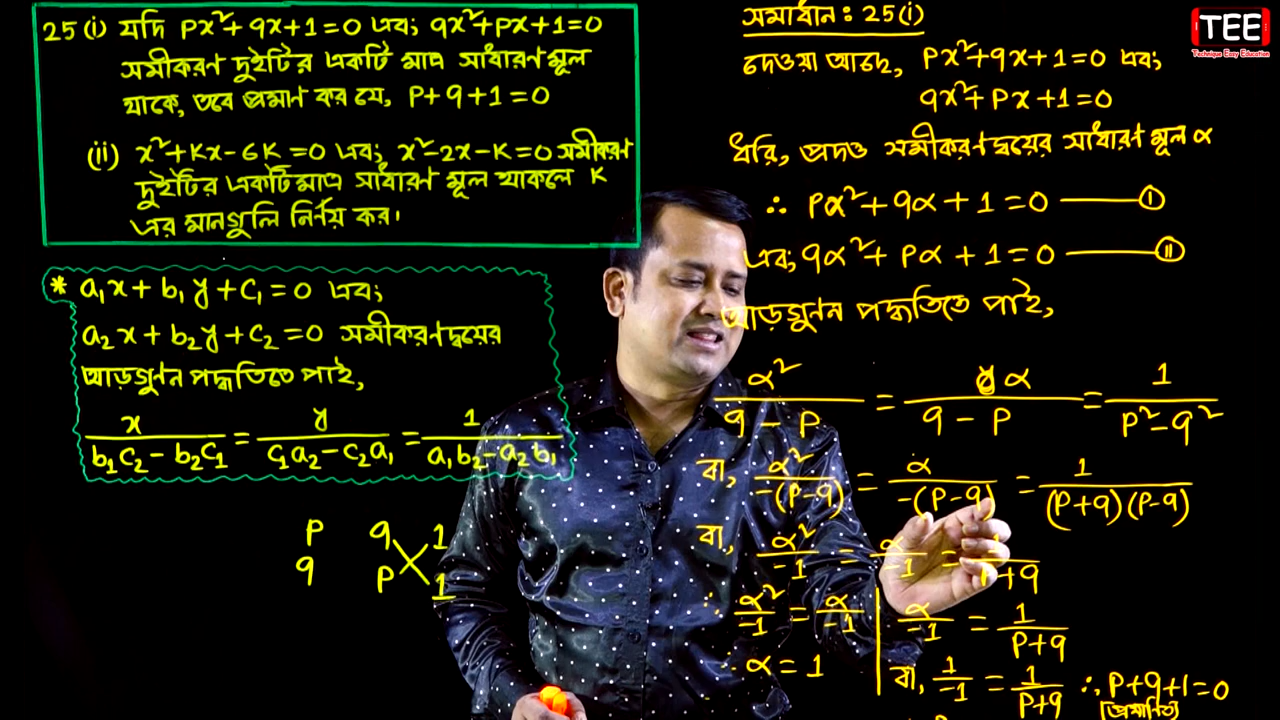 25 (i) যদি Px²+qx+1=0 এবং qx²+Px+1=0
সমীকরণ দুইটির একটি মাত্র সাধারণ মূল
থাকে, তবে প্রমাণ কর যে, P+q+1=0
(ii) x²+Kx-6K=0 এবং x²-2x-K=0 সমীকরণ
দুইটির একটিমাত্র সাধারণ মূল থাকলে K
এর মানগুলি নির্ণয় কর।
* a₁x+b₁y+c₁=0 এবং
a₂x+b₂y+c₂=0 সমীকরণদ্বয়ের
আড়গুণন পদ্ধতিতে পাই,
x/(b₁c₂-b₂c₁) = y/(c₁a₂-c₂a₁) = 1/(a₁b₂-a₂b₁)
P q 1
q P 1
সমাধান: 25(i)
দেওয়া আছে, Px²+qx+1=0 এবং
qx²+Px+1=0
ধরি, প্রদত্ত সমীকরণদ্বয়ের সাধারণ মূল α
∴ Pα²+qα+1=0 —— (I)
এবং qα²+Pα+1=0 —— (II)
আড়গুণন পদ্ধতিতে পাই,
α²/(q-P) = α/(q-P) = 1/(P²-q²)
বা, α²/-(P-q) = α/-(P-q) = 1/(P+q)(P-q)
বা, α²/-1 = α/-1 = 1/(P+q)
∴ α²/-1 = α/-1 | α/-1 = 1/(P+q)
∴ α=1 | বা, 1/-1 = 1/(P+q) ∴ P+q+1=0
[প্রমাণিত]
TEE
Technique Easy Education